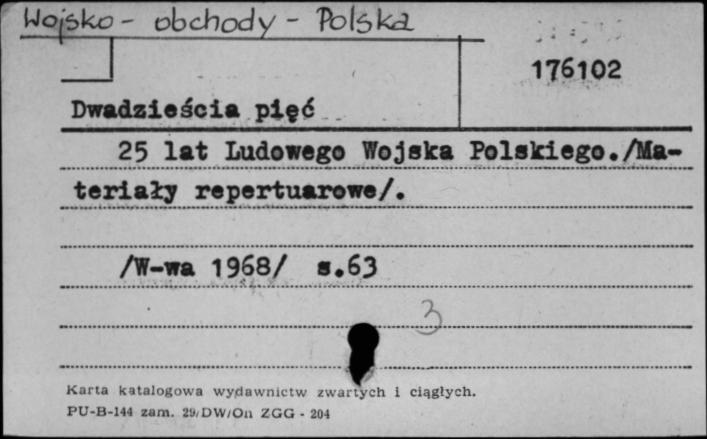 Wojsko - obchody - Polska
176102
Dwadzieścia pięć
25 lat Ludowego Wojska Polskiego./Ma-
teriały repertuarowe/.
/W-wa 1968/ s.63
3
Karta katalogowa wydawnictw zwartych i ciągłych.
PU-B-144 zam. 29/DW/On ZGG - 204